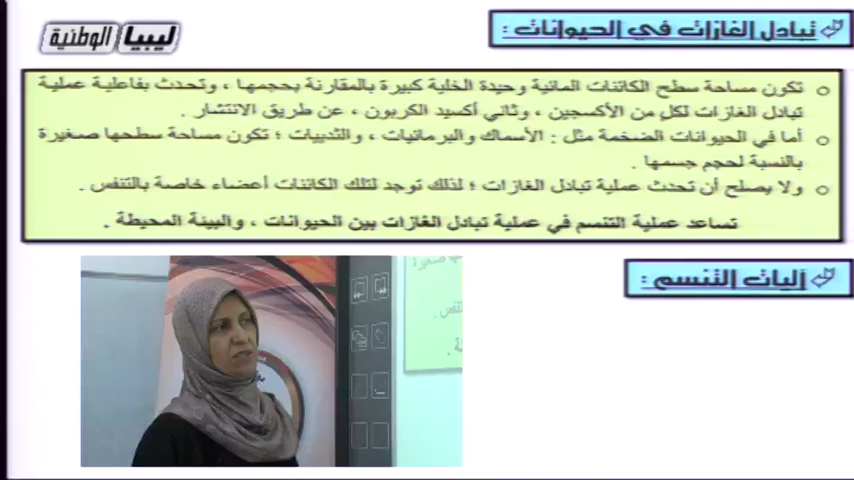 تبادل الغازات في الحيوانات :
ليبيا الوطنية
تكون مساحة سطح الكائنات المائية وحيدة الخلية كبيرة بالمقارنة بحجمها ، وتحدث بفاعلية عملية
تبادل الغازات لكل من الأكسجين ، وثاني أكسيد الكربون ، عن طريق الانتشار .
أما في الحيوانات الضخمة مثل : الأسماك والبرمائيات ، والثدييات ؛ تكون مساحة سطحها صغيرة
بالنسبة لحجم جسمها .
ولا يصلح أن تحدث عملية تبادل الغازات ؛ لذلك توجد لتلك الكائنات أعضاء خاصة بالتنفس .
تساعد عملية التنسم في عملية تبادل الغازات بين الحيوانات ، والبيئة المحيطة .
آليات التنسم :